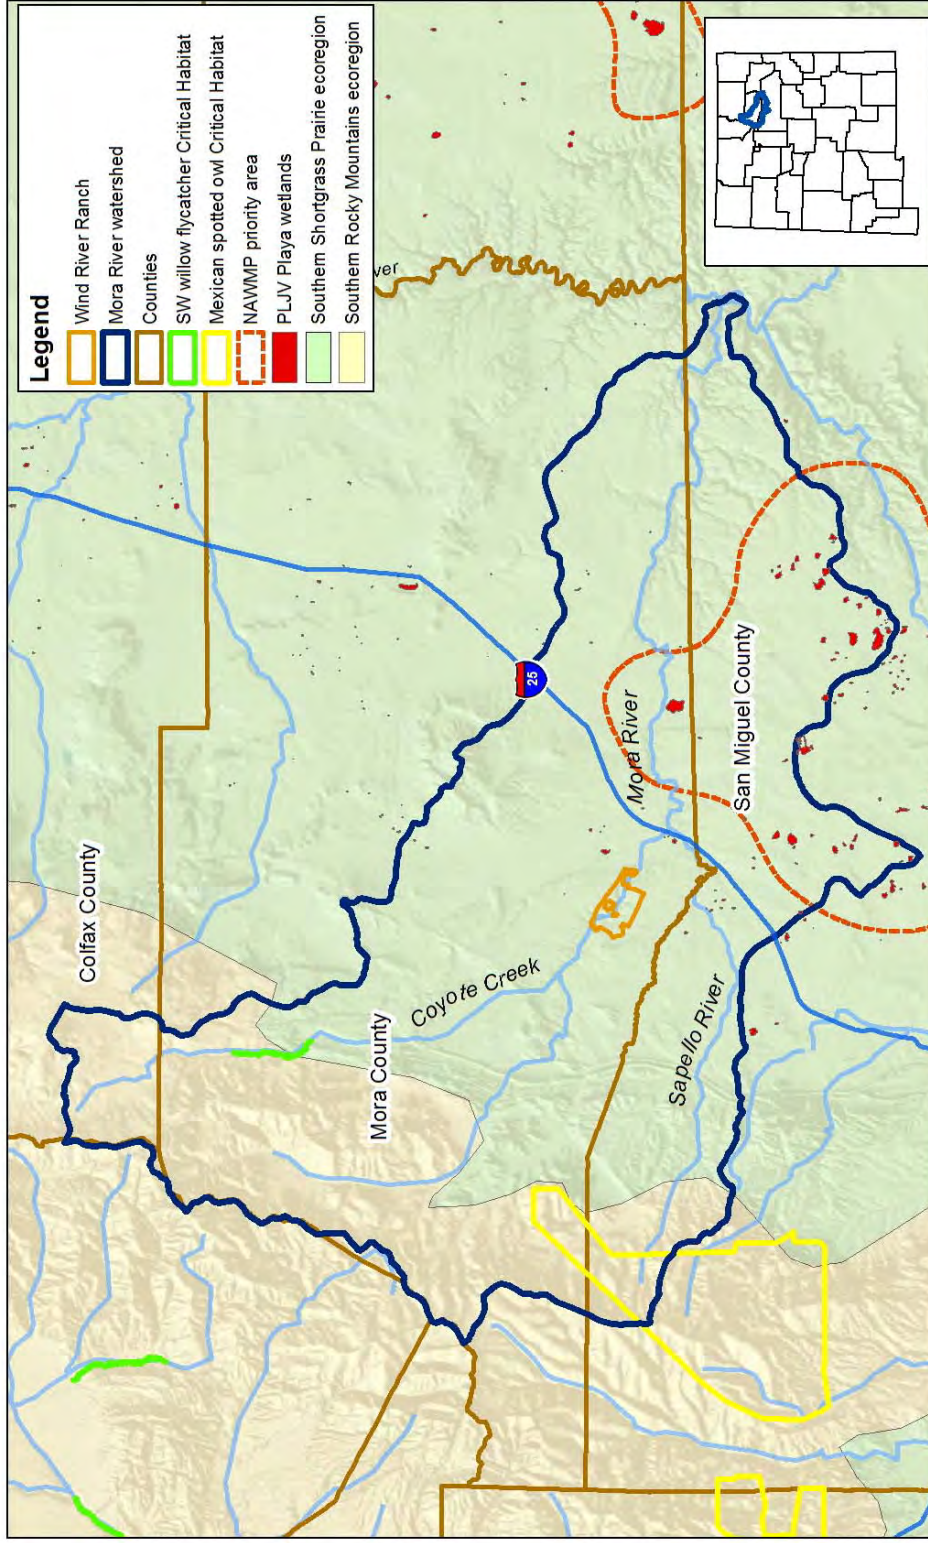 Legend
Wind River Ranch
Mora River watershed
Counties
SW willow flycatcher Critical Habitat
Mexican spotted owl Critical Habitat
NAWMP priority area
PLJV Playa wetlands
Southern Shortgrass Prairie ecoregion
Southern Rocky Mountains ecoregion
ver
Colfax County
25
Coyote Creek
Mora County
Mora River
San Miguel County
Sapello River